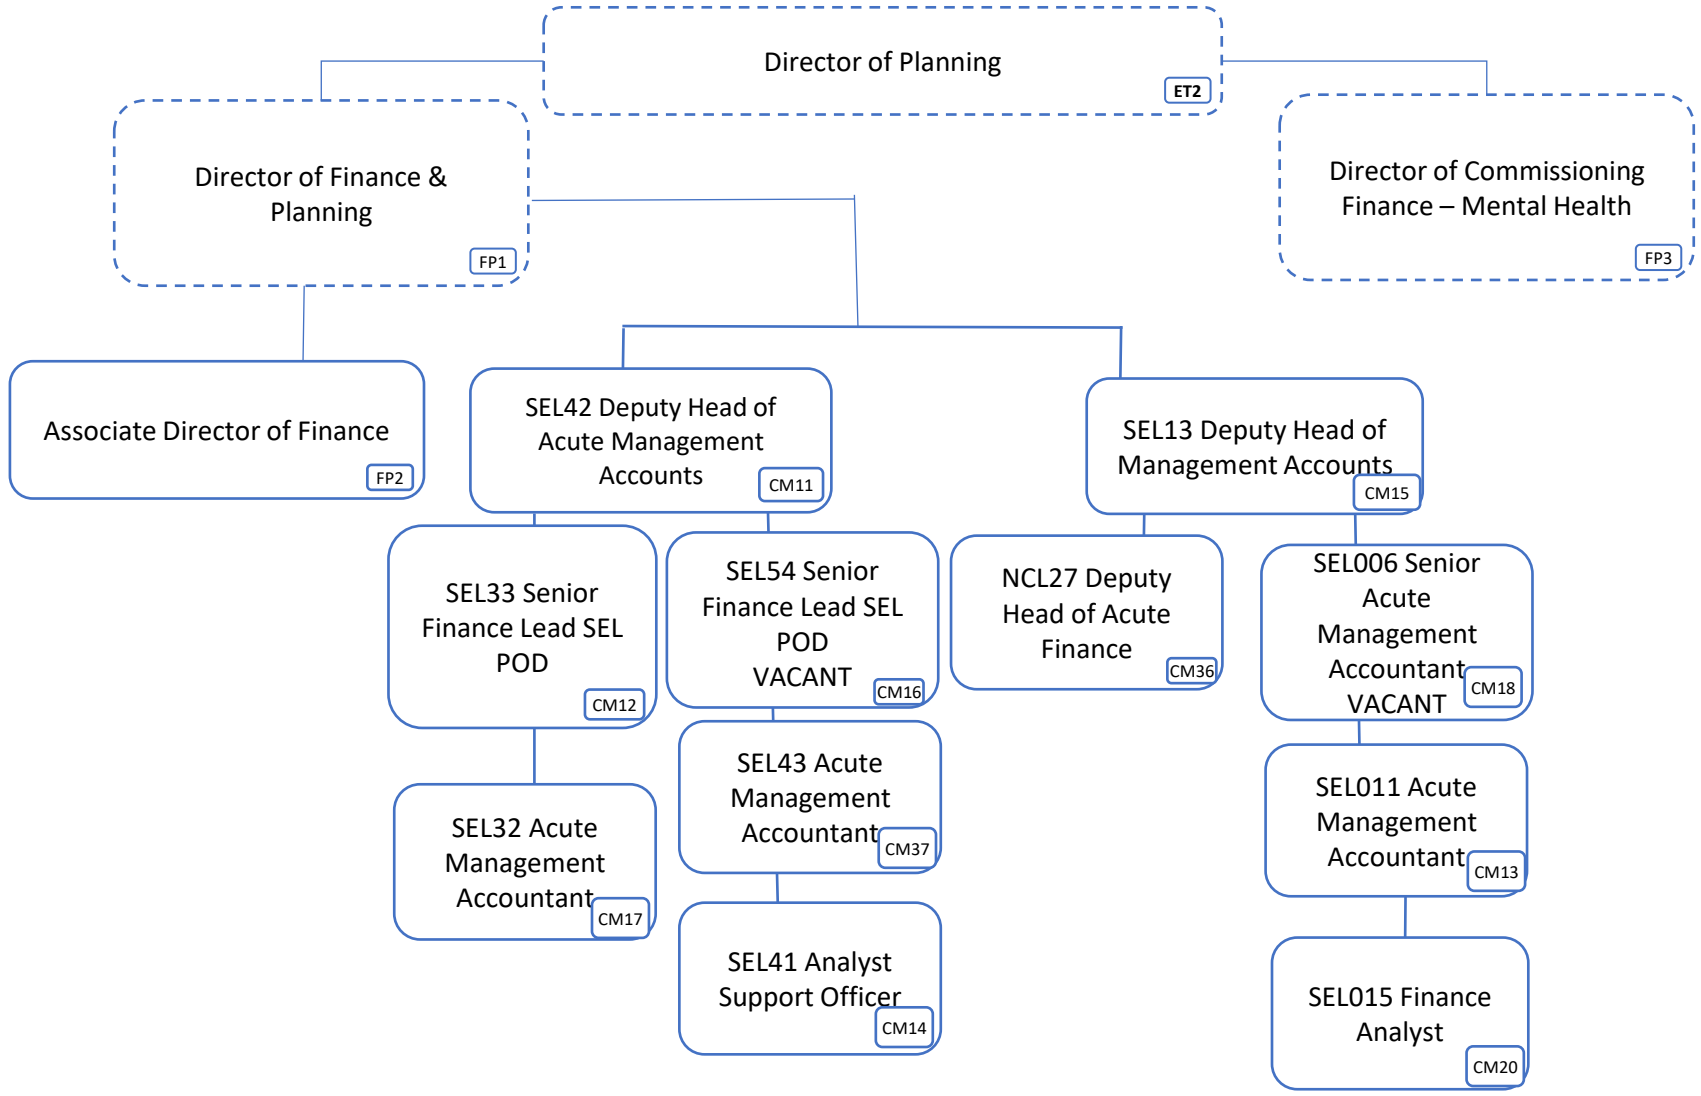 Director of Planning
ET2
Director of Finance &
Planning
FP1
Director of Commissioning
Finance – Mental Health
FP3
Associate Director of Finance
FP2
SEL42 Deputy Head of
Acute Management
Accounts
CM11
SEL13 Deputy Head of
Management Accounts
CM15
SEL33 Senior
Finance Lead SEL
POD
CM12
SEL54 Senior
Finance Lead SEL
POD
VACANT
CM16
NCL27 Deputy
Head of Acute
Finance
CM36
SEL006 Senior
Acute
Management
Accountant
VACANT
CM18
SEL32 Acute
Management
Accountant
CM17
SEL43 Acute
Management
Accountant
CM37
SEL011 Acute
Management
Accountant
CM13
SEL41 Analyst
Support Officer
CM14
SEL015 Finance
Analyst
CM20